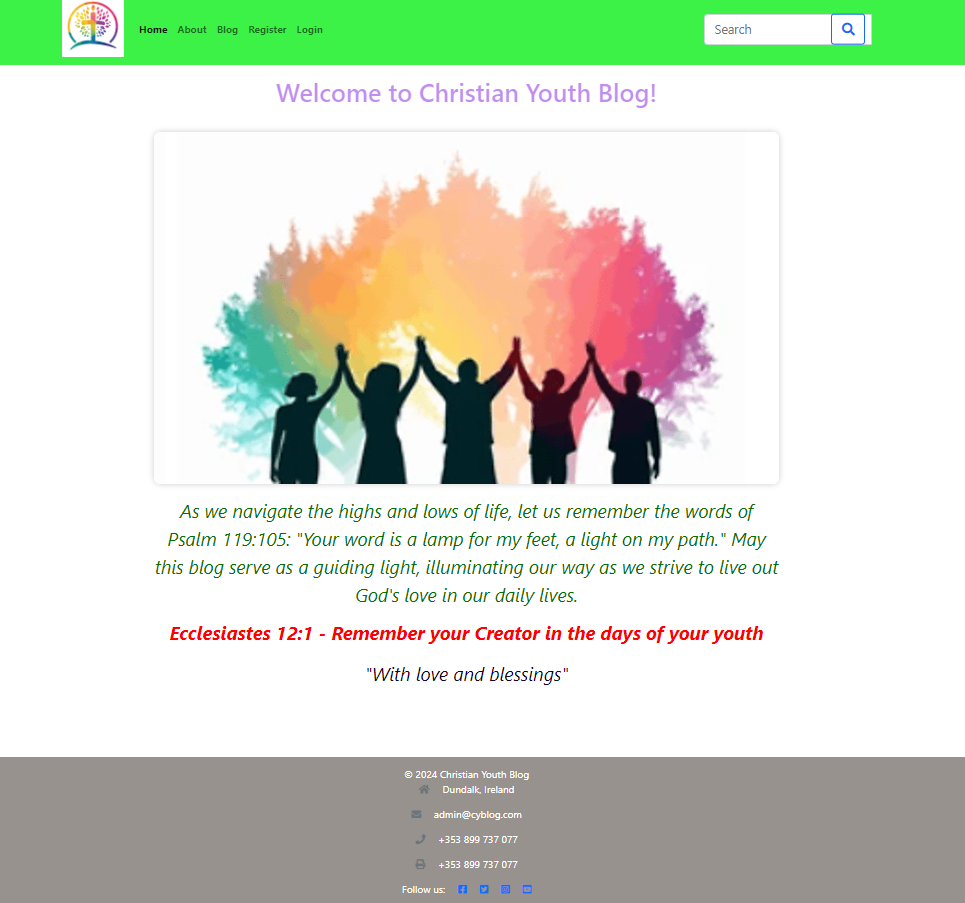 Home About Blog Register Login
Search
Welcome to Christian Youth Blog!
As we navigate the highs and lows of life, let us remember the words of
Psalm 119:105: "Your word is a lamp for my feet, a light on my path." May
this blog serve as a guiding light, illuminating our way as we strive to live out
God's love in our daily lives.
Ecclesiastes 12:1 - Remember your Creator in the days of your youth
"With love and blessings"
© 2024 Christian Youth Blog
Dundalk, Ireland
admin@cyblog.com
+353 899 737 077
+353 899 737 077
Follow us: